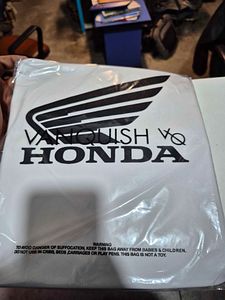 VANQUISH VQ
HONDA
WARNING
TO AVOID DANGER OF SUFFOCATION, KEEP THIS BAG AWAY FROM BABIES & CHILDREN.
DO NOT USE IN CRIBS, BEDS, CARRIAGES OR PLAY PENS. THIS BAG IS NOT A TOY.